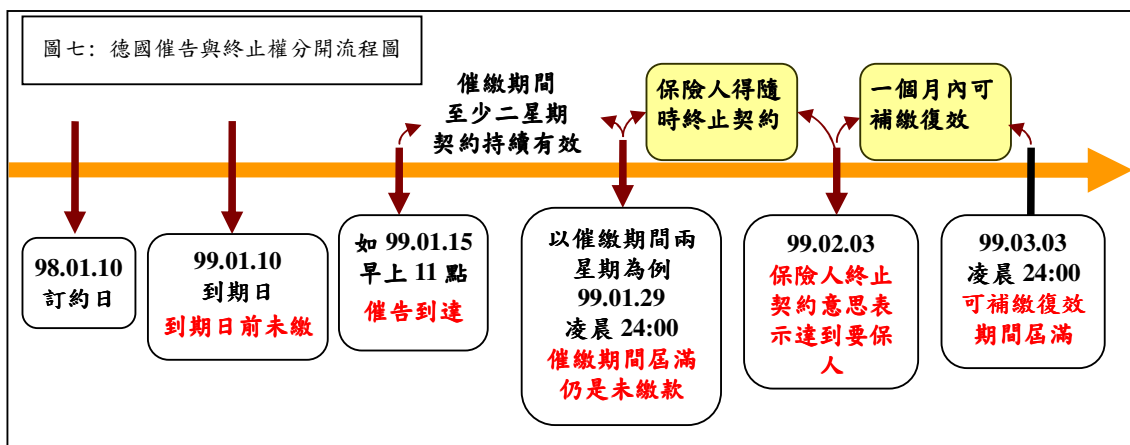 圖七：德國催告與終止權分開流程圖
催繳期間
至少二星期
契約持續有效
保險人得隨
時終止契約
一個月內可
補繳復效
98.01.10
訂約日
99.01.10
到期日
到期日前未繳
如 99.01.15
早上 11 點
催告到達
以催繳期間兩
星期為例
99.01.29
凌晨 24:00
催繳期間屆滿
仍是未繳款
99.02.03
保險人終止
契約意思表
示達到要保
人
99.03.03
凌晨 24:00
可補繳復效
期間屆滿